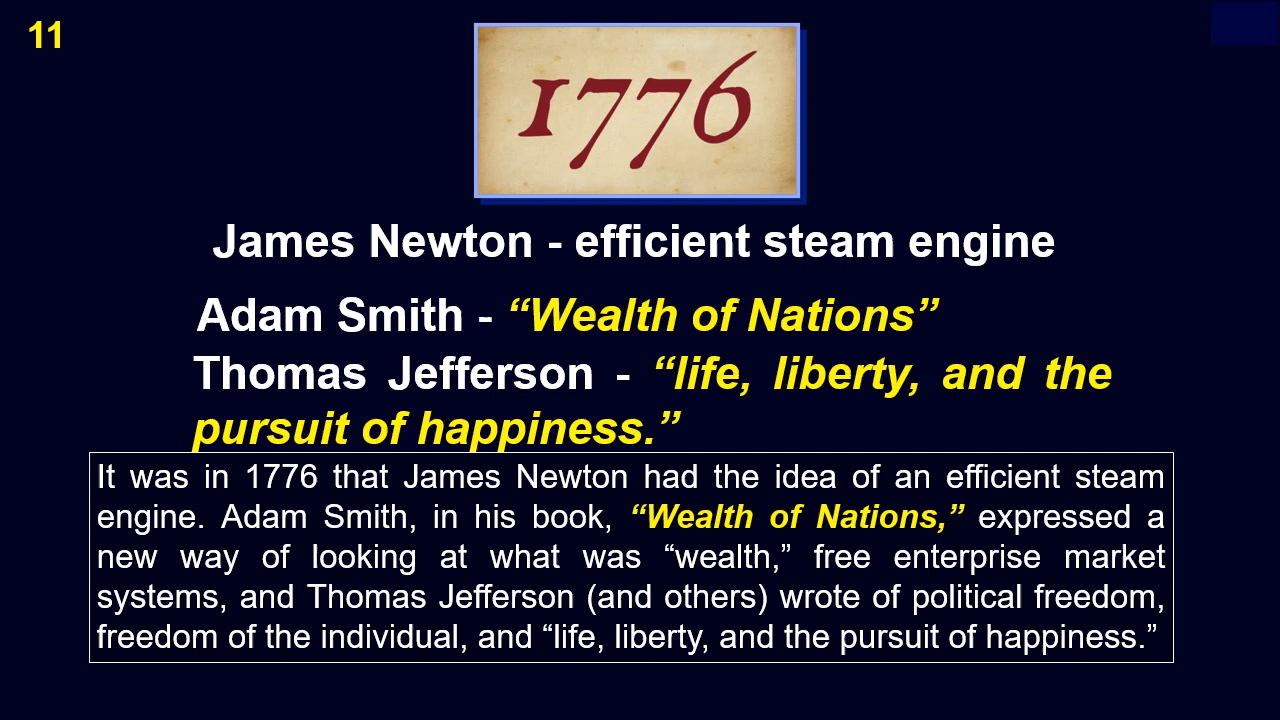 11
1776
James Newton - efficient steam engine
Adam Smith - “Wealth of Nations”
Thomas Jefferson - “life, liberty, and the
pursuit of happiness.”
It was in 1776 that James Newton had the idea of an efficient steam
engine. Adam Smith, in his book, “Wealth of Nations,” expressed a
new way of looking at what was “wealth,” free enterprise market
systems, and Thomas Jefferson (and others) wrote of political freedom,
freedom of the individual, and “life, liberty, and the pursuit of happiness.”